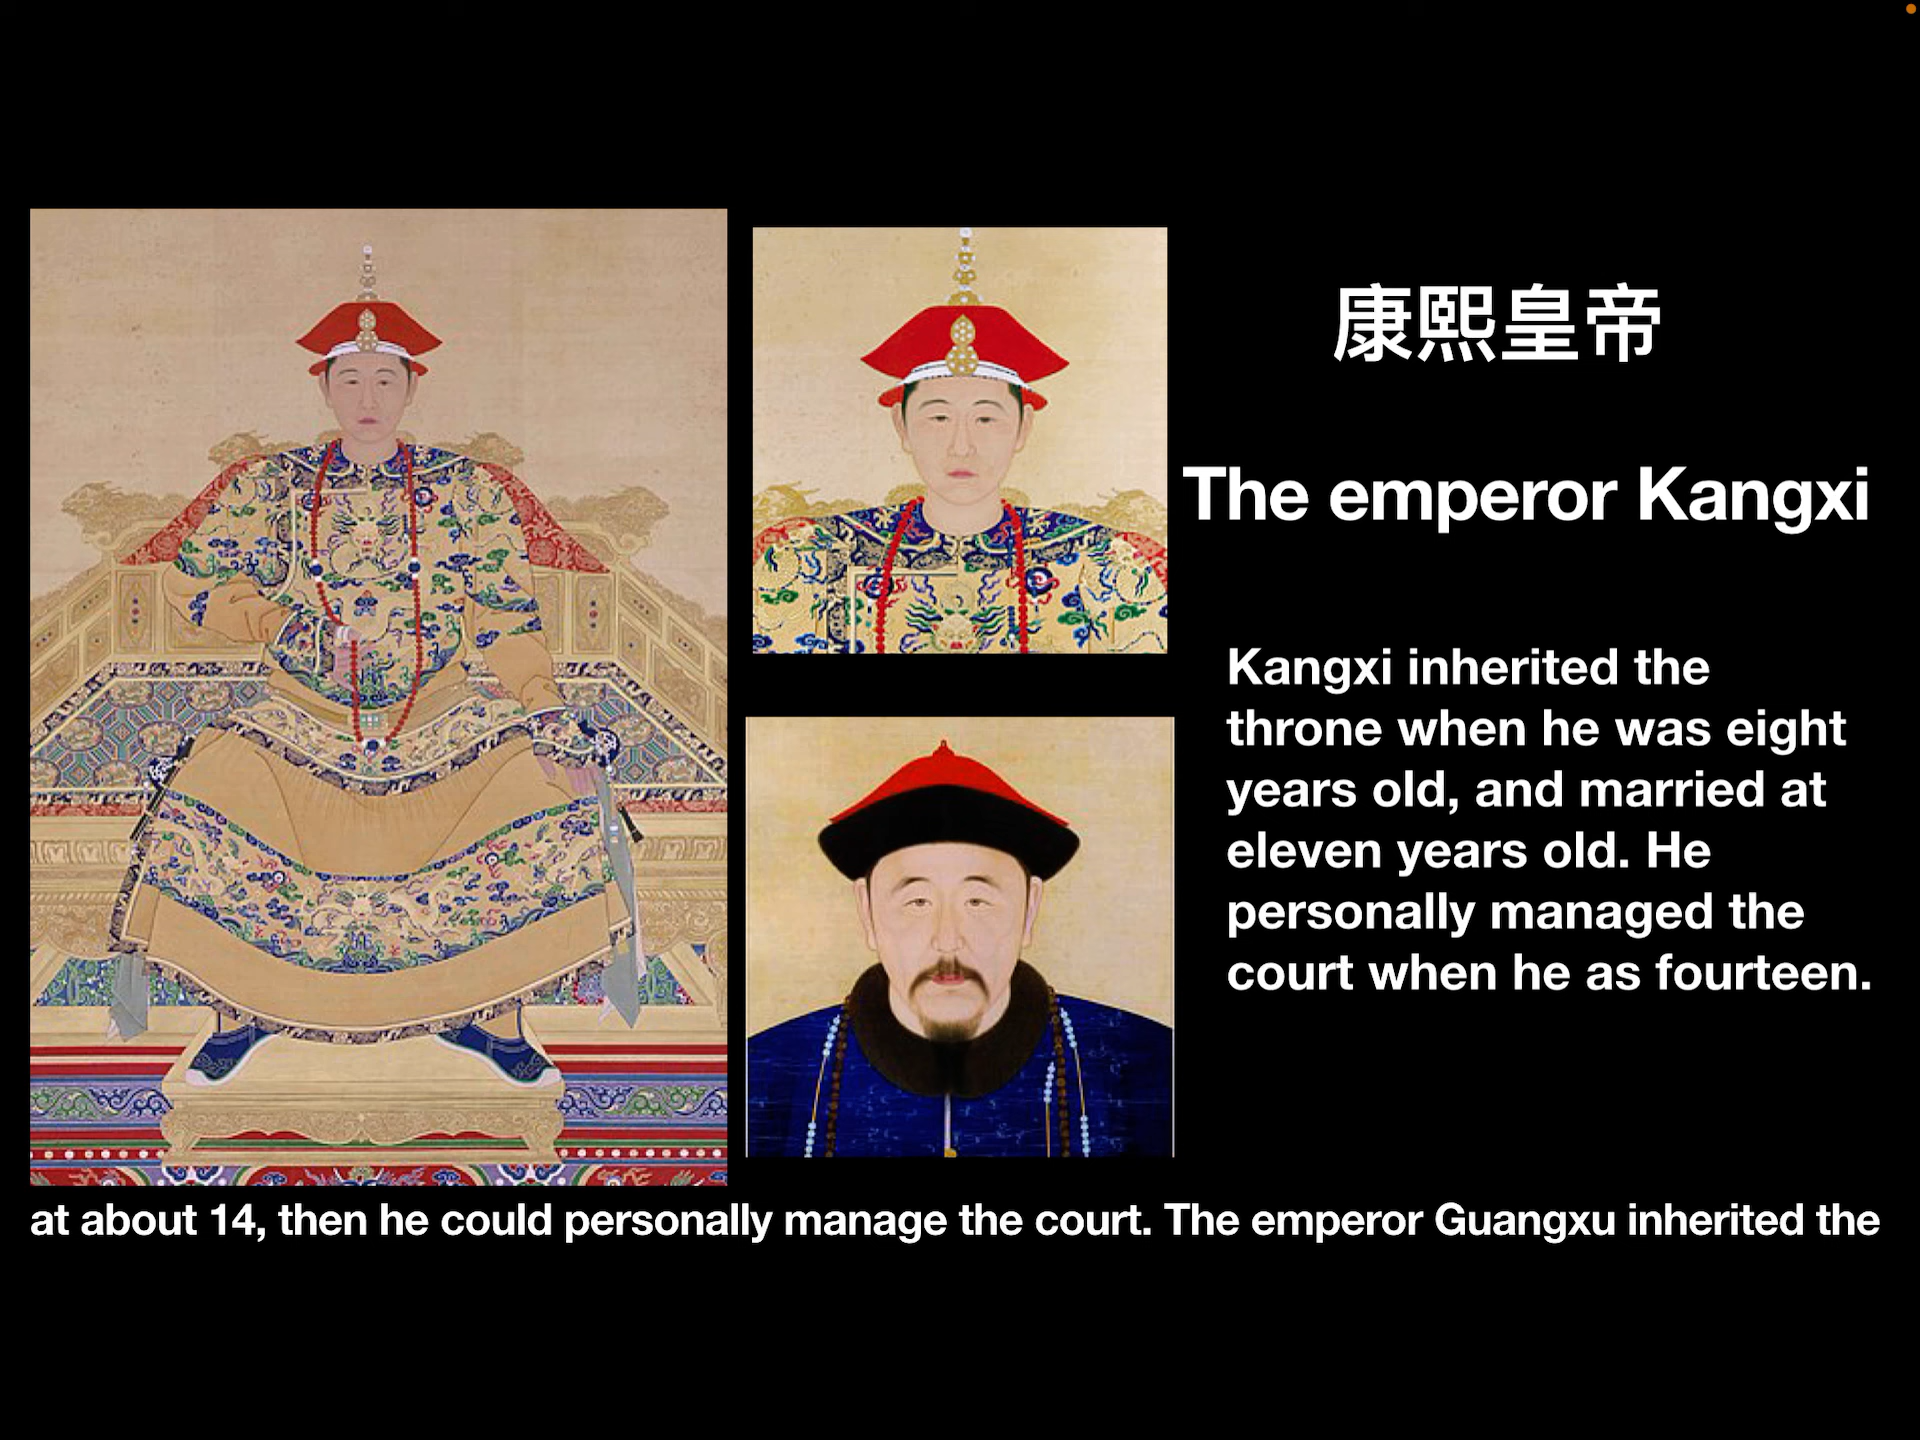 康熙皇帝
The emperor Kangxi
Kangxi inherited the
throne when he was eight
years old, and married at
eleven years old. He
personally managed the
court when he as fourteen.
at about 14, then he could personally manage the court. The emperor Guangxu inherited the